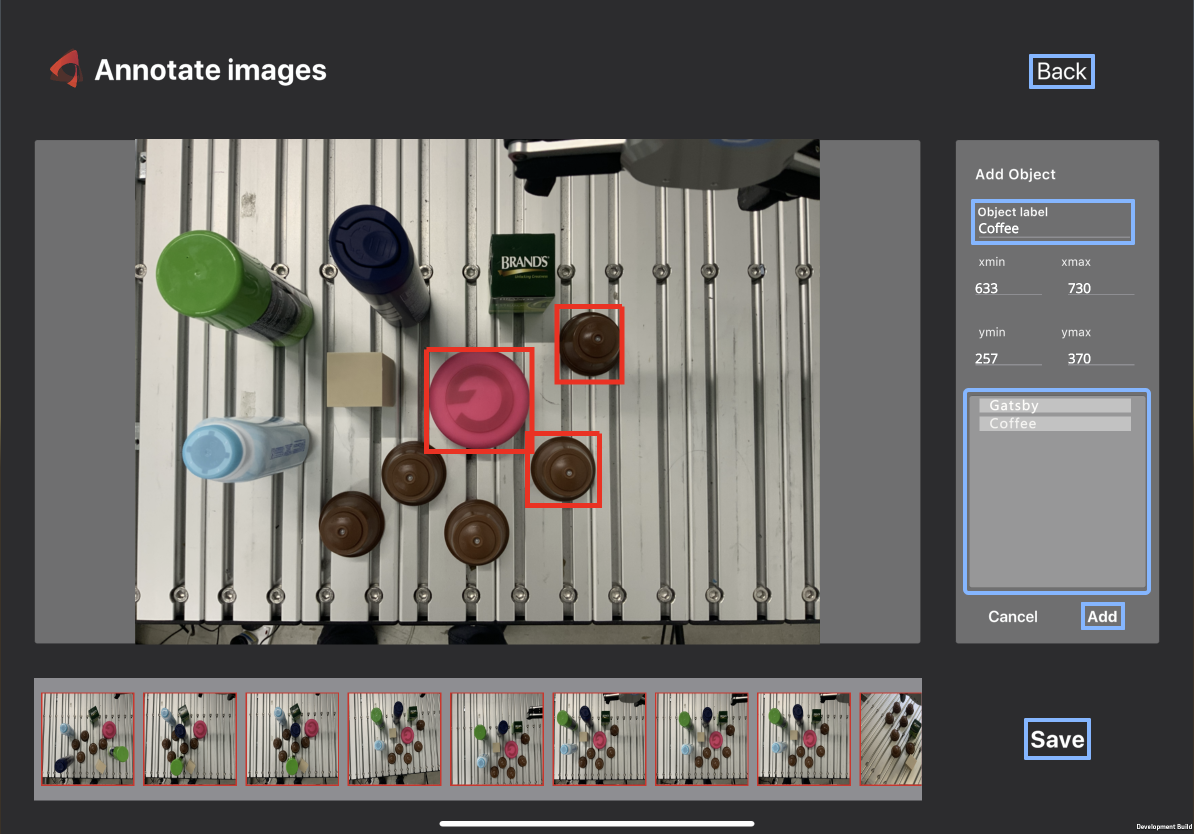 Annotate images
Back
Add Object
Object label
Coffee
xmin xmax
633 730
ymin ymax
257 370
Gatsby
Coffee
Cancel Add
BRAND'S
Save
Development Build